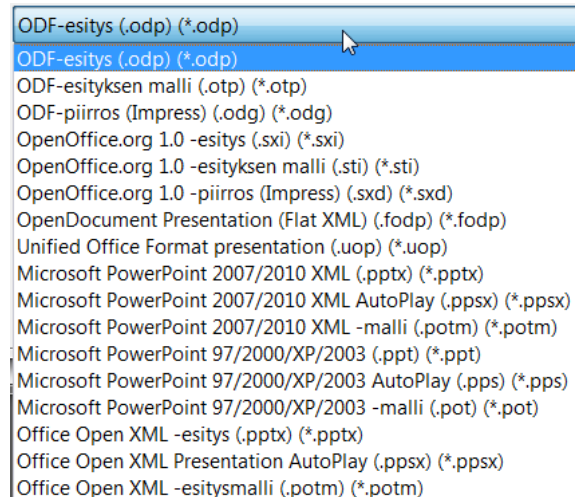 ODF-esitys (.odp) (*.odp)
ODF-esitys (.odp) (*.odp)
ODF-esityksen malli (.otp) (*.otp)
ODF-piirros (Impress) (.odg) (*.odg)
OpenOffice.org 1.0 -esitys (.sxi) (*.sxi)
OpenOffice.org 1.0 -esityksen malli (.sti) (*.sti)
OpenOffice.org 1.0 -piirros (Impress) (.sxd) (*.sxd)
OpenDocument Presentation (Flat XML) (.fodp) (*.fodp)
Unified Office Format presentation (.uop) (*.uop)
Microsoft PowerPoint 2007/2010 XML (.pptx) (*.pptx)
Microsoft PowerPoint 2007/2010 XML AutoPlay (.ppsx) (*.ppsx)
Microsoft PowerPoint 2007/2010 XML -malli (.potm) (*.potm)
Microsoft PowerPoint 97/2000/XP/2003 (.ppt) (*.ppt)
Microsoft PowerPoint 97/2000/XP/2003 AutoPlay (.pps) (*.pps)
Microsoft PowerPoint 97/2000/XP/2003 -malli (.pot) (*.pot)
Office Open XML -esitys (.pptx) (*.pptx)
Office Open XML Presentation AutoPlay (.ppsx) (*.ppsx)
Office Open XML -esitysmalli (.potm) (*.potm)